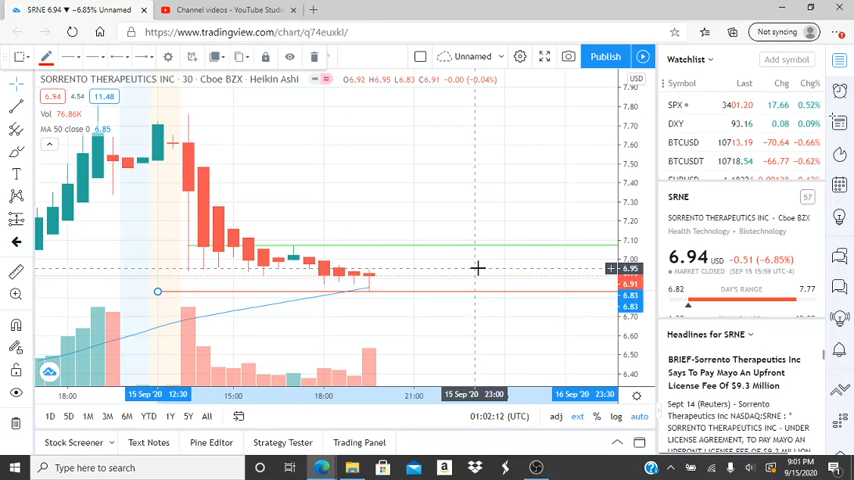 SRNE 6.94 ▼ −6.85% Unnamed
Channel videos - YouTube Studi
https://www.tradingview.com/chart/q74euxkl/
Not syncing
Unnamed
Publish
SORRENTO THERAPEUTICS INC · 30 · Cboe BZX · Heikin Ashi
O6.92 H6.95 L6.83 C6.91 -0.00 (-0.04%)
6.94 4.54 11.48
Vol 76.86K
MA 50 close 0 6.85
USD
7.90
7.80
7.70
7.60
7.50
7.40
7.30
7.20
7.10
7.00
6.95
6.91
6.83
6.83
6.70
6.60
6.50
6.40
18:00
15 Sep '20 12:30
15:00
18:00
21:00
15 Sep '20 23:00
16 Sep '20 23:30
1D 5D 1M 3M 6M YTD 1Y 5Y All
01:02:12 (UTC)
adj ext % log auto
Stock Screener
Text Notes
Pine Editor
Strategy Tester
Trading Panel
Watchlist
Add symbol
Symbol Last Chg Chg%
SPX 3401.20 17.66 0.52%
DXY 93.16 0.08 0.09%
BTCUSD 10713.19 -70.64 -0.66%
BTCUSDT 10718.54 -66.77 -0.62%
SRNE
57
SORRENTO THERAPEUTICS INC · Cboe BZX
Health Technology · Biotechnology
6.94 USD −0.51 (−6.85%)
MARKET CLOSED (SEP 15 15:59 UTC-4)
6.82 DAY'S RANGE 7.77
Headlines for SRNE
BRIEF-Sorrento Therapeutics Inc
Says To Pay Mayo An Upfront
License Fee Of $9.3 Million
Sept 14 (Reuters) - Sorrento
Therapeutics Inc NASDAQ;SRNE : *
SORRENTO THERAPEUTICS INC -
UNDER LICENSE AGREEMENT, TO PAY MAYO
Type here to search
9:01 PM
9/15/2020